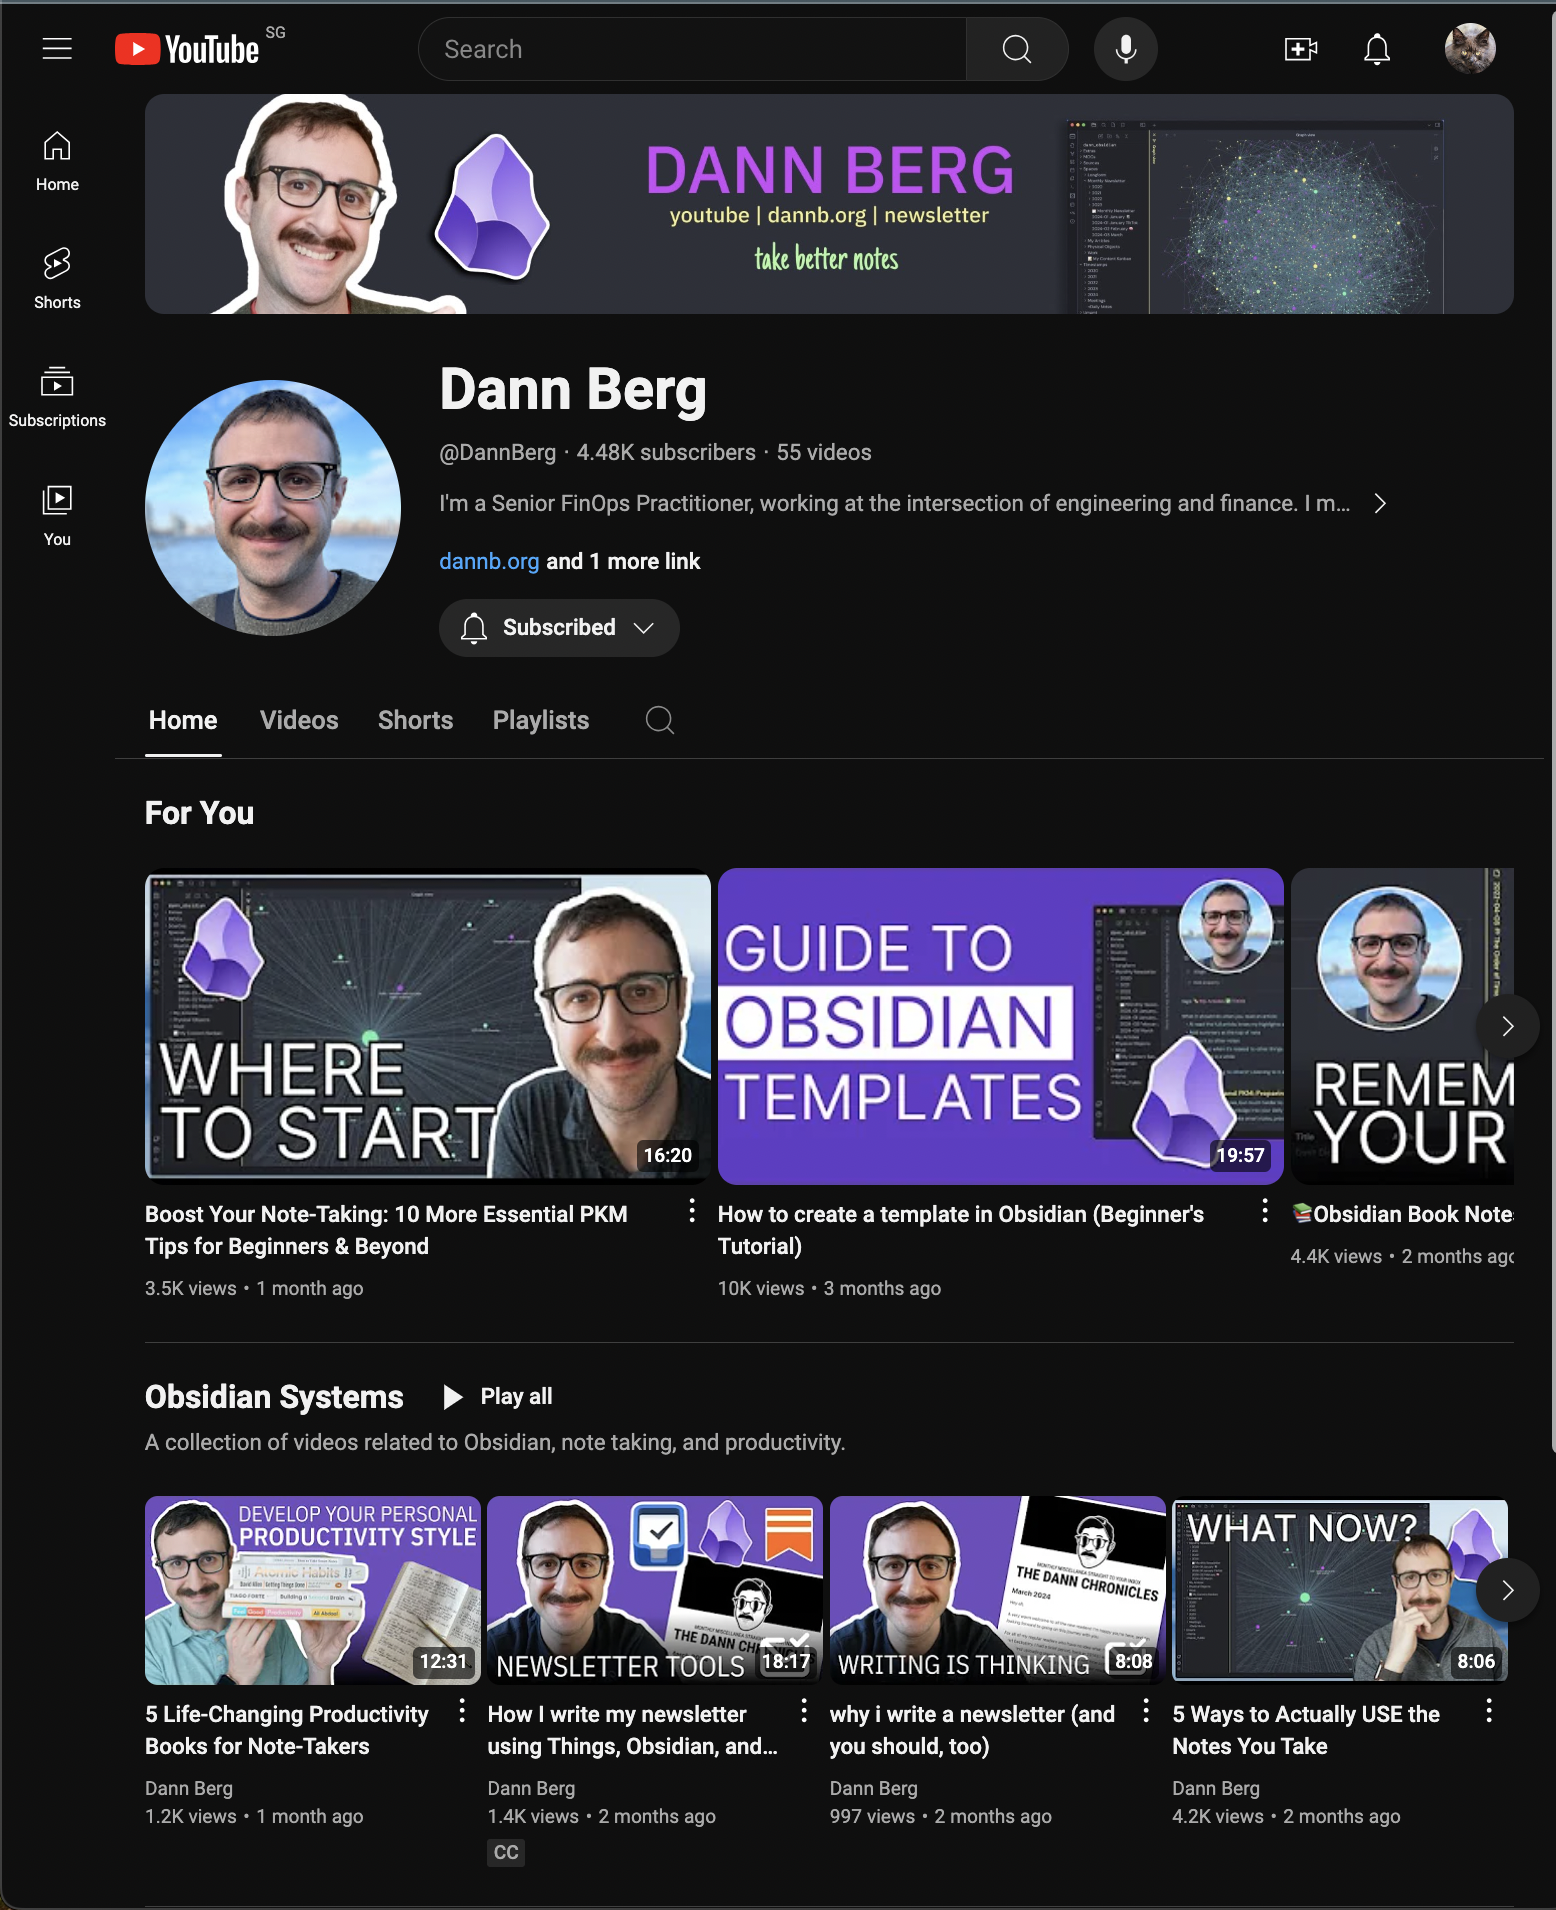 YouTube SG
Search
Home
Shorts
Subscriptions
You
DANN BERG
youtube | dannb.org | newsletter
take better notes
Dann Berg
@DannBerg · 4.48K subscribers · 55 videos
I'm a Senior FinOps Practitioner, working at the intersection of engineering and finance. I m...
dannb.org and 1 more link
Subscribed
Home Videos Shorts Playlists
For You
WHERE
TO START
16:20
Boost Your Note-Taking: 10 More Essential PKM
Tips for Beginners & Beyond
3.5K views • 1 month ago
GUIDE TO
OBSIDIAN
TEMPLATES
19:57
How to create a template in Obsidian (Beginner's
Tutorial)
10K views • 3 months ago
REMEM
YOUR
📚Obsidian Book Notes
4.4K views • 2 months ago
Obsidian Systems
Play all
A collection of videos related to Obsidian, note taking, and productivity.
DEVELOP YOUR PERSONAL
PRODUCTIVITY STYLE
Atomic Habits
12:31
5 Life-Changing Productivity
Books for Note-Takers
Dann Berg
1.2K views • 1 month ago
THE DANN CHRONICLES
NEWSLETTER TOOLS
18:17
How I write my newsletter
using Things, Obsidian, and...
Dann Berg
1.4K views • 2 months ago
CC
MONTHLY MISCELLANEA STRAIGHT TO YOUR INBOX
THE DANN CHRONICLES
March 2024
WRITING IS THINKING
8:08
why i write a newsletter (and
you should, too)
Dann Berg
997 views • 2 months ago
WHAT NOW?
8:06
5 Ways to Actually USE the
Notes You Take
Dann Berg
4.2K views • 2 months ago